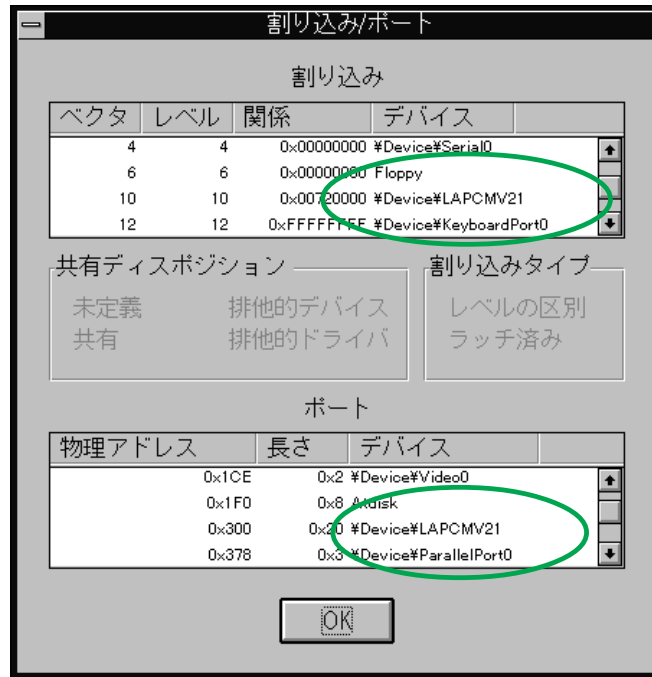 割り込み/ポート
割り込み
ベクタ レベル 関係 デバイス
4 4 0x00000000 ¥Device¥Serial0
6 6 0x00000000 Floppy
10 10 0x00720000 ¥Device¥LAPCMV21
12 12 0xFFFFFFFF ¥Device¥KeyboardPort0
共有ディスポジション 割り込みタイプ
未定義 排他的デバイス レベルの区別
共有 排他的ドライバ ラッチ済み
ポート
物理アドレス 長さ デバイス
0x1CE 0x2 ¥Device¥Video0
0x1F0 0x8 Atdisk
0x300 0x20 ¥Device¥LAPCMV21
0x378 0x3 ¥Device¥ParallelPort0
OK